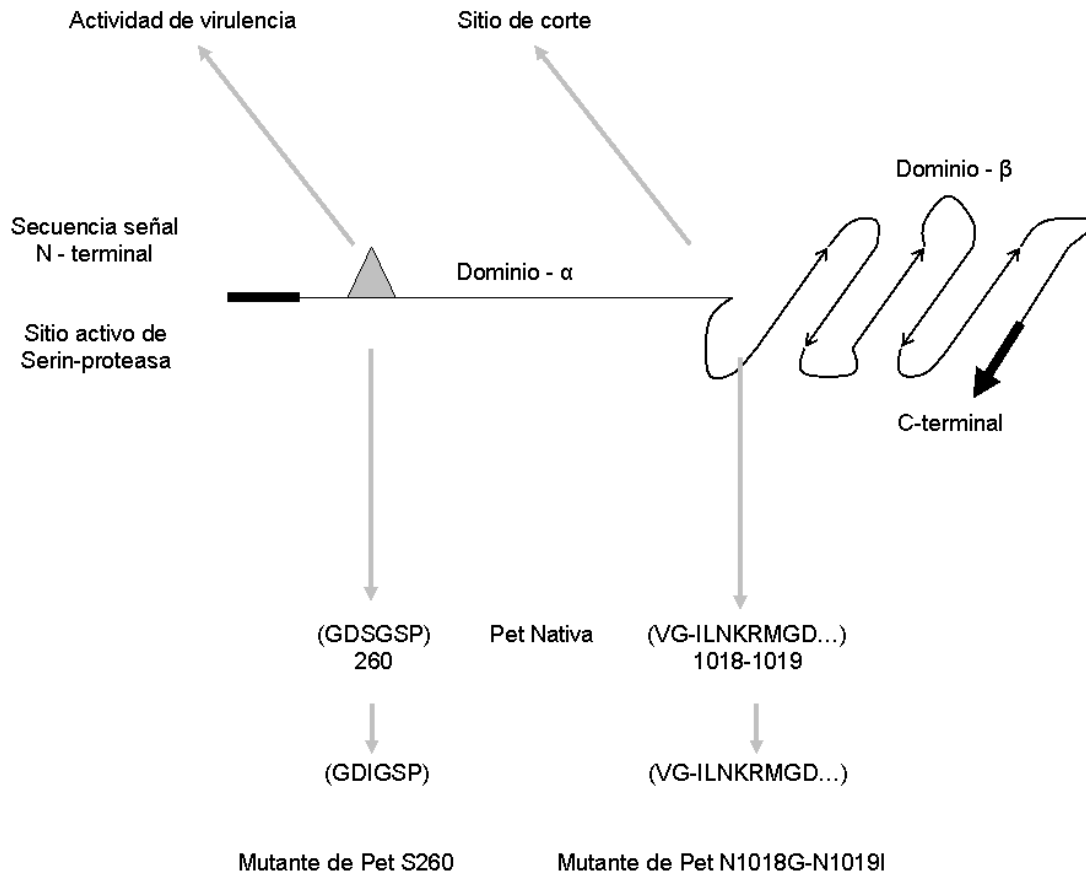 Actividad de virulencia
Sitio de corte
Dominio - β
Secuencia señal
N - terminal
Dominio - α
Sitio activo de
Serin-proteasa
C-terminal
(GDSGSP)
260
Pet Nativa
(VG-ILNKRMGD...)
1018-1019
(GDIGSP)
(VG-ILNKRMGD...)
Mutante de Pet S260
Mutante de Pet N1018G-N1019I